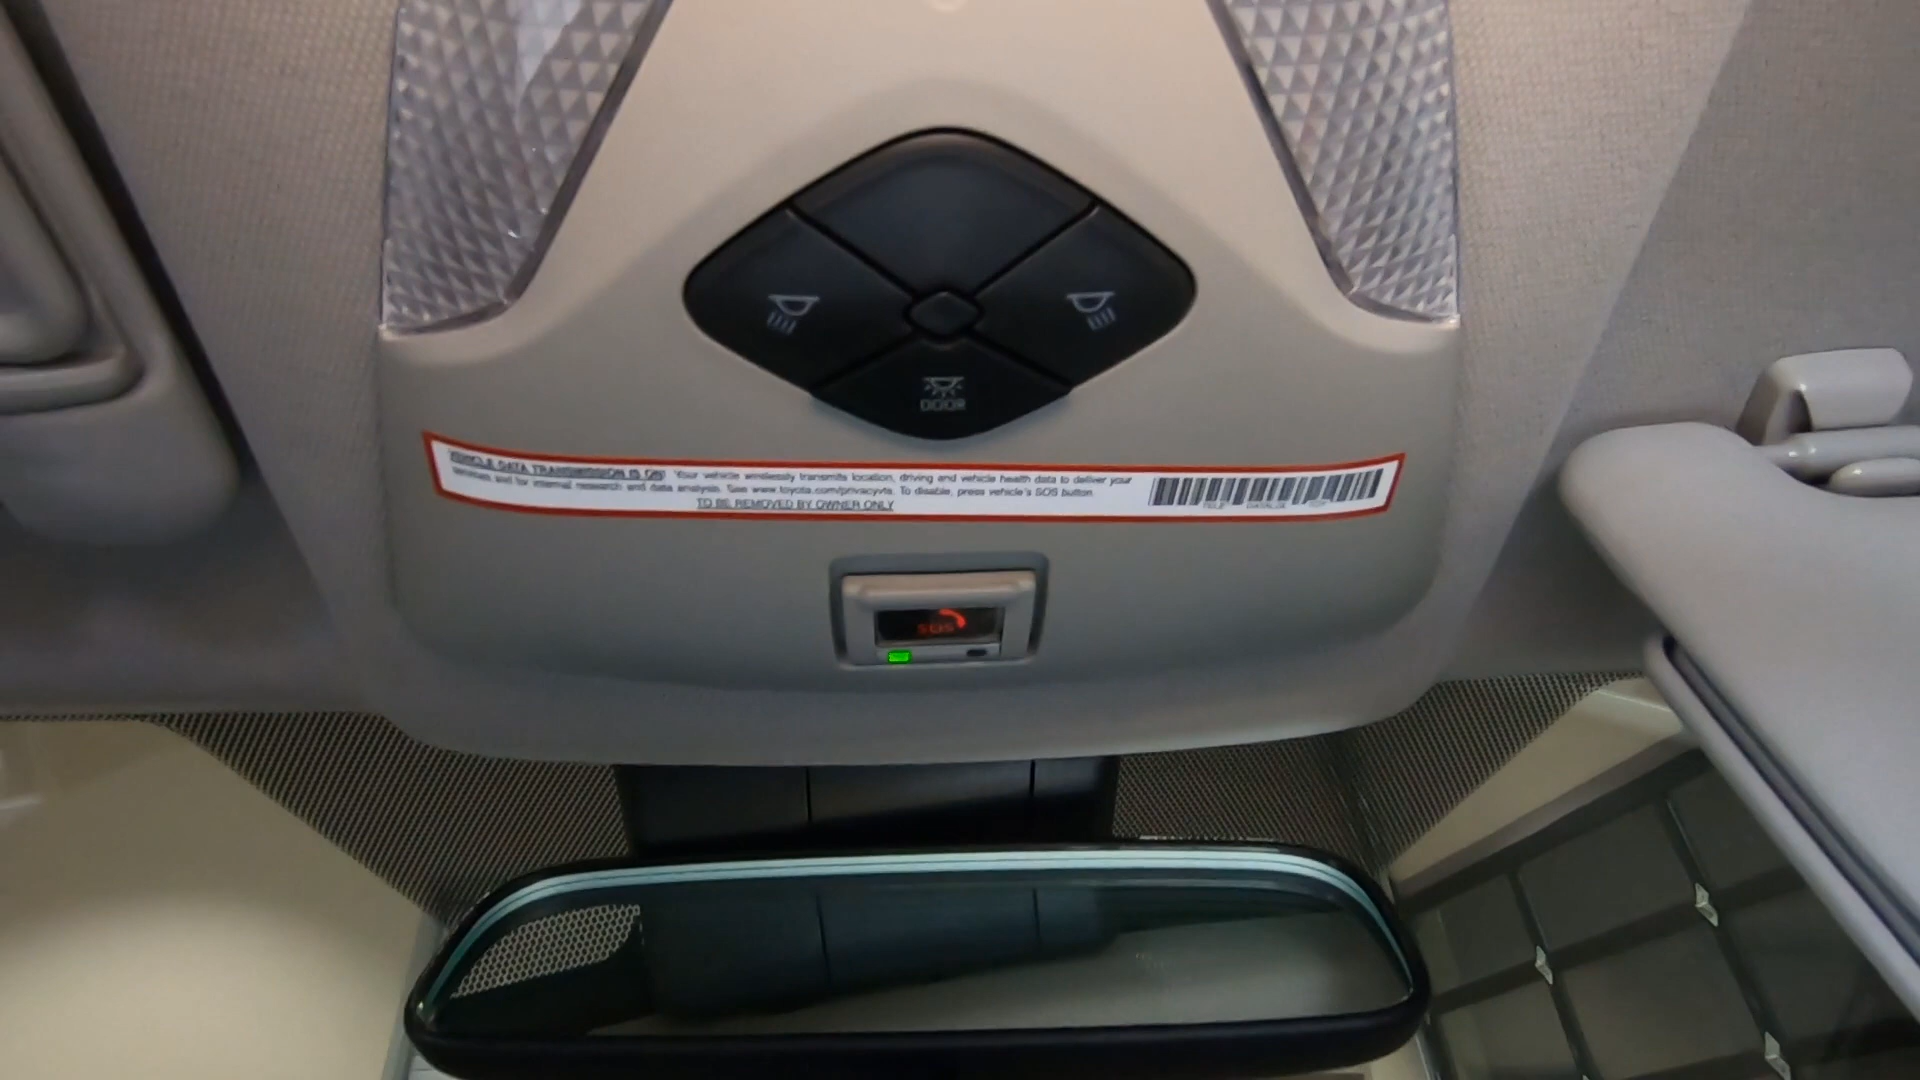 DOOR
VEHICLE DATA TRANSMISSION IS ON! Your vehicle wirelessly transmits location, driving and vehicle health data to deliver your
services and for internal research and data analysis. See www.toyota.com/privacyvts. To disable, press vehicle's SOS button.
TO BE REMOVED BY OWNER ONLY
SOS